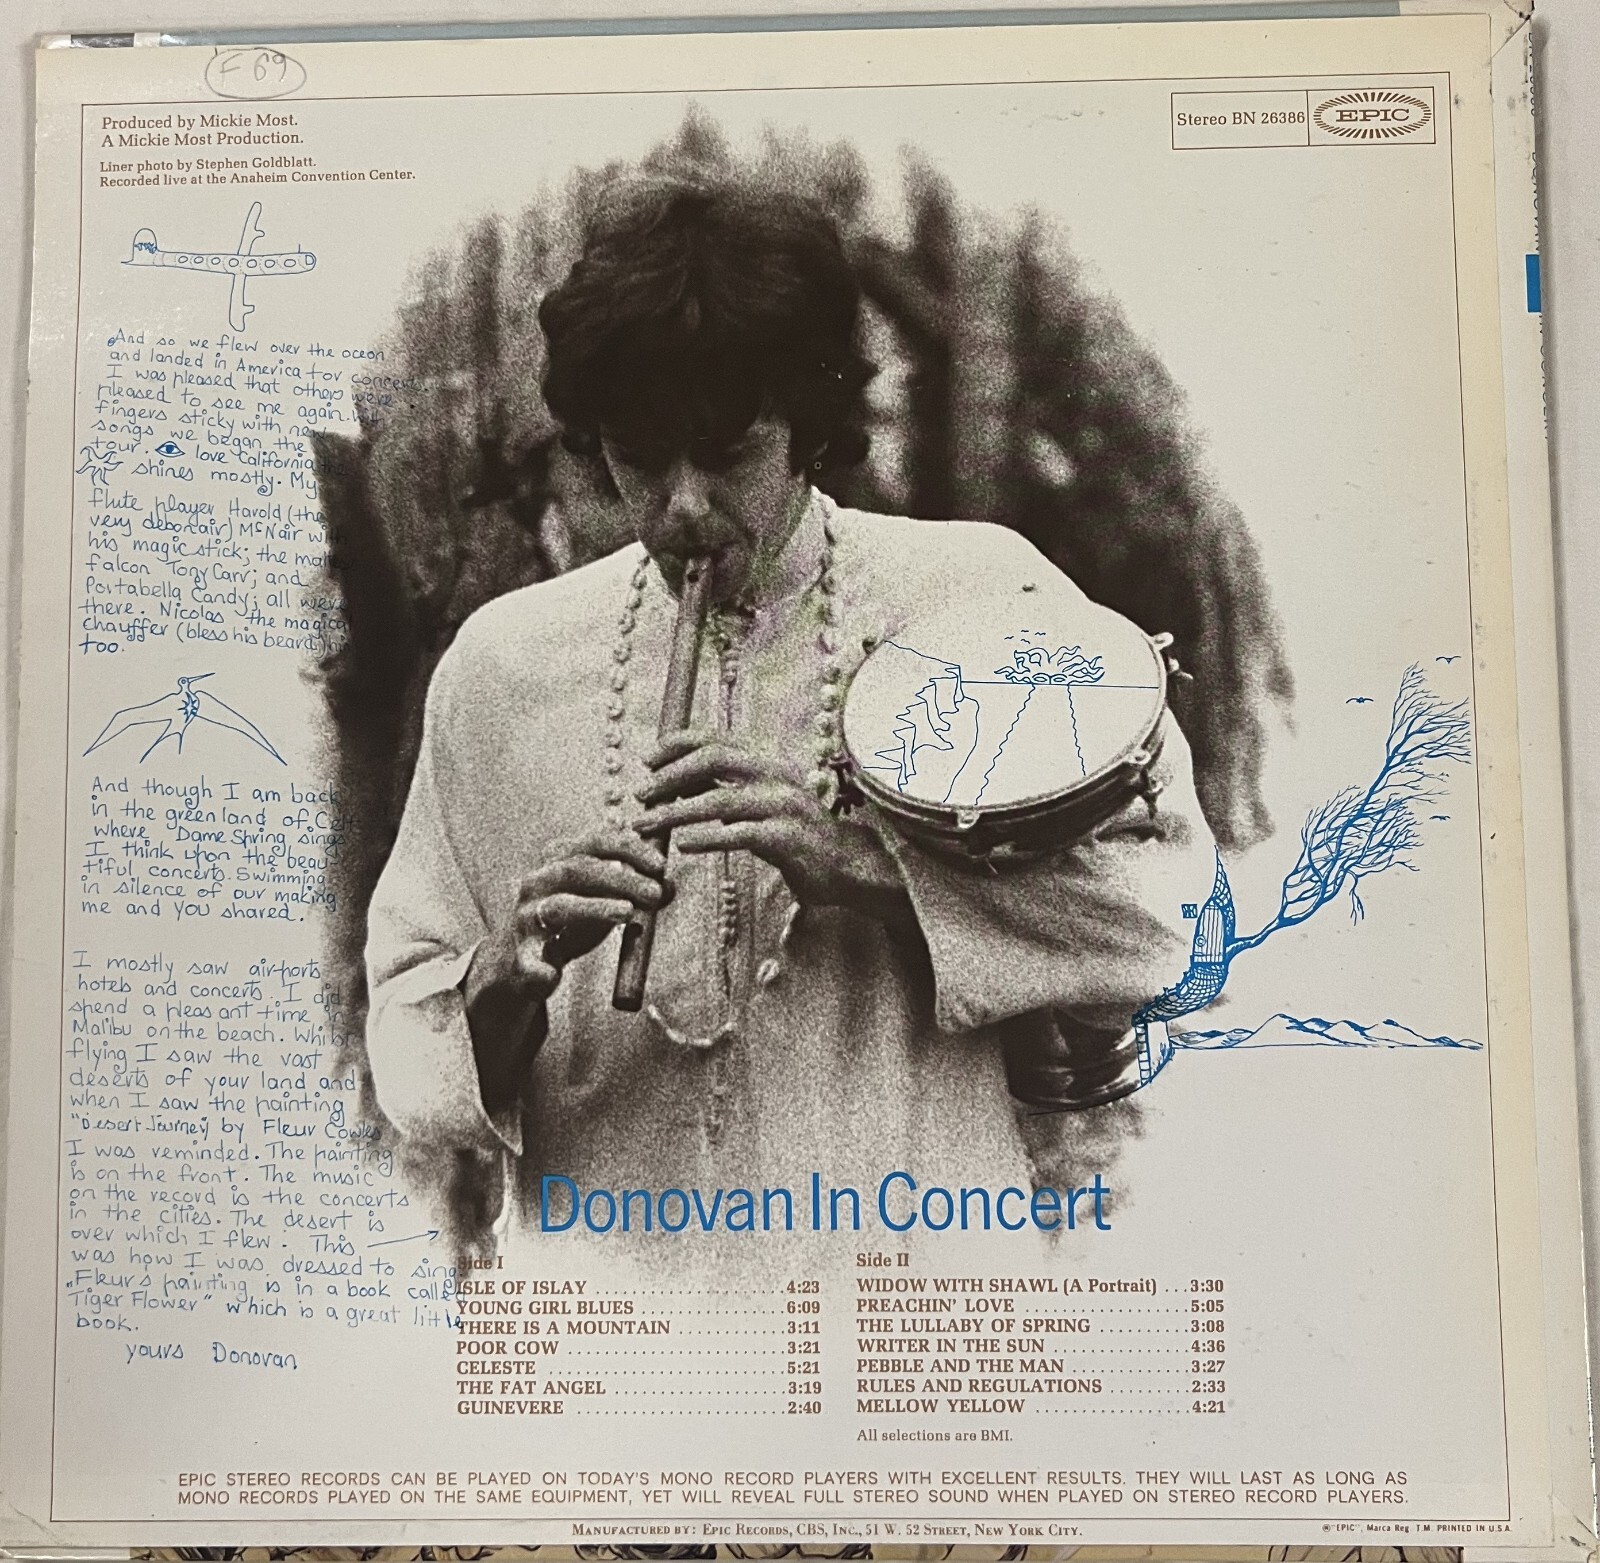 F 69
Produced by Mickie Most.
A Mickie Most Production.
Liner photo by Stephen Goldblatt.
Recorded live at the Anaheim Convention Center.
Stereo BN 26386
EPIC
And so we flew over the ocean
and landed in America for concerts.
I was pleased that others were
pleased to see me again. With
fingers sticky with new
songs we began the
tour. love California the
shines mostly. My
flute player Harold (the
very debonair) McNair with
his magic stick; the
falcon Tony Carr; and
Portabella Candy; all were
there. Nicolas the magical
chauffer (bless his beard)
too.
And though I am back
in the greenland of
where Dame Spring sings
I think upon the beau-
tiful concerts. Swimming
in silence of our making
me and you shared.
I mostly saw airports
hotels and concerts. I did
spend a pleasant time in
Malibu on the beach. Whilst
flying I saw the vast
deserts of your land and
when I saw the painting
"Desert Journey" by Fleur Cowles
I was reminded. The painting
is on the front. The music
on the record is the concerts
in the cities. The desert is
over which I flew. This
was how I was dressed to sing
Fleurs painting is in a book called
"Tiger Flower" which is a great little
book.
yours Donovan
Donovan In Concert
Side I
ISLE OF ISLAY ........................4:23
YOUNG GIRL BLUES ..................6:09
THERE IS A MOUNTAIN .............3:11
POOR COW ...........................3:21
CELESTE ..............................5:21
THE FAT ANGEL ......................3:19
GUINEVERE ..........................2:40
Side II
WIDOW WITH SHAWL (A Portrait) ...3:30
PREACHIN' LOVE .....................5:05
THE LULLABY OF SPRING ...........3:08
WRITER IN THE SUN .................4:36
PEBBLE AND THE MAN ..............3:27
RULES AND REGULATIONS .........2:33
MELLOW YELLOW ...................4:21
All selections are BMI.
EPIC STEREO RECORDS CAN BE PLAYED ON TODAY'S MONO RECORD PLAYERS WITH EXCELLENT RESULTS. THEY WILL LAST AS LONG AS
MONO RECORDS PLAYED ON THE SAME EQUIPMENT, YET WILL REVEAL FULL STEREO SOUND WHEN PLAYED ON STEREO RECORD PLAYERS.
MANUFACTURED BY: EPIC RECORDS, CBS, INC., 51 W. 52 STREET, NEW YORK CITY.
® "EPIC", Marca Reg. T.M. PRINTED IN U.S.A.